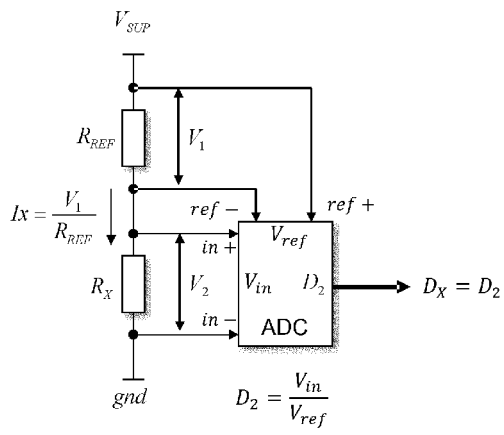 V_SUP
R_REF
V_1
ref −
ref +
Ix = V_1 / R_REF
in +
V_ref
R_X
V_2
V_in
D_2
D_X = D_2
in −
ADC
gnd
D_2 = V_in / V_ref